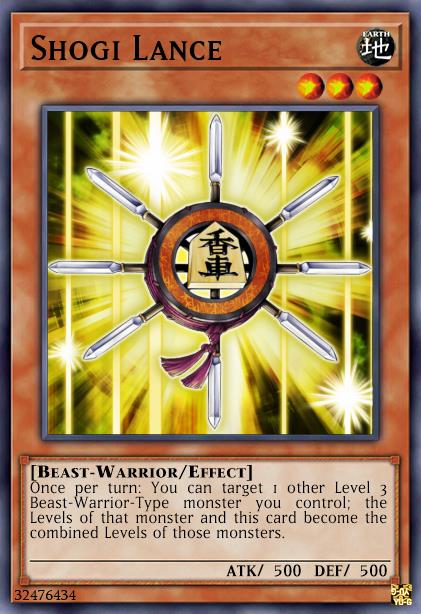 Shogi Lance
EARTH
地
香車
[Beast-Warrior/Effect]
Once per turn: You can target 1 other Level 3
Beast-Warrior-Type monster you control; the
Levels of that monster and this card become the
combined Levels of those monsters.
ATK/ 500 DEF/ 500
32476434